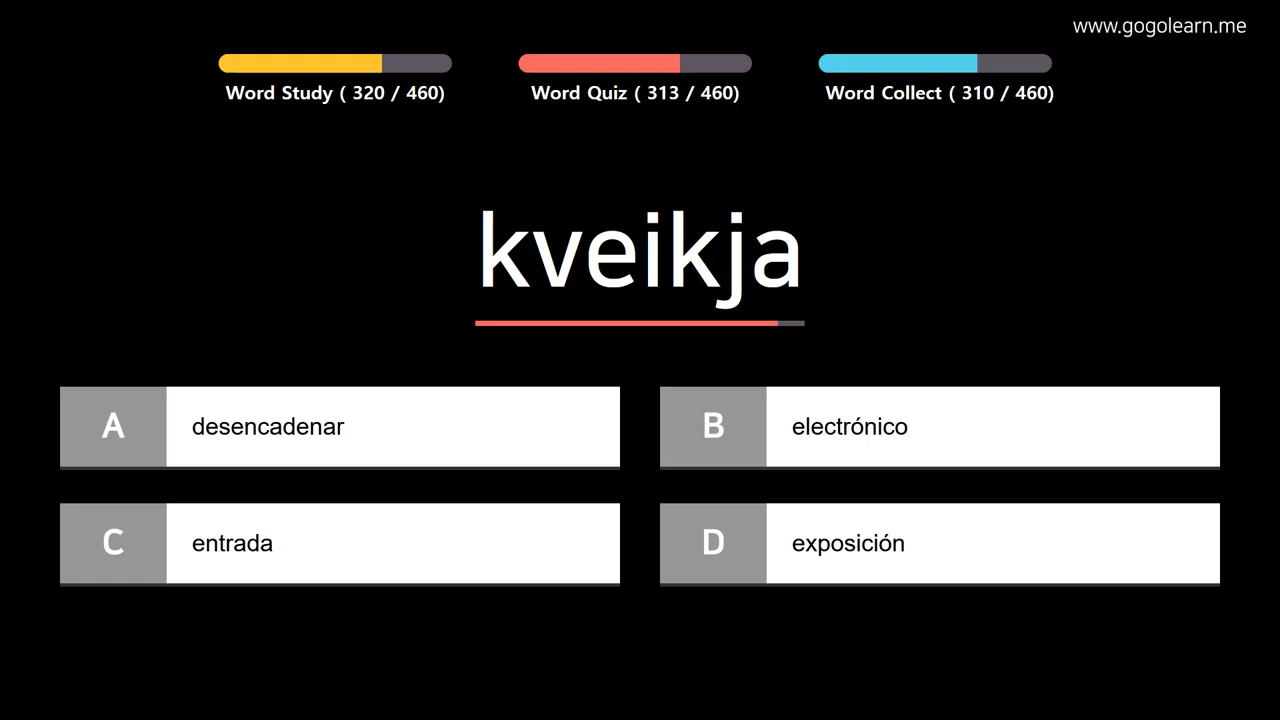 www.gogolearn.me
Word Study ( 320 / 460)
Word Quiz ( 313 / 460)
Word Collect ( 310 / 460)
kveikja
A desencadenar
B electrónico
C entrada
D exposición